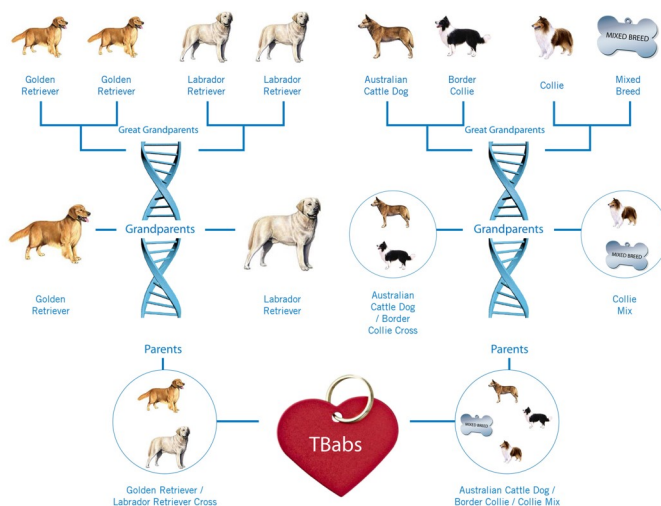 Golden
Retriever
Golden
Retriever
Labrador
Retriever
Labrador
Retriever
Australian
Cattle Dog
Border
Collie
Collie
MIXED BREED
Mixed
Breed
Great Grandparents
Great Grandparents
Grandparents
Grandparents
MIXED BREED
Golden
Retriever
Labrador
Retriever
Australian
Cattle Dog
/ Border
Collie Cross
Collie
Mix
Parents
Parents
TBabs
MIXED BREED
Golden Retriever /
Labrador Retriever Cross
Australian Cattle Dog /
Border Collie / Collie Mix